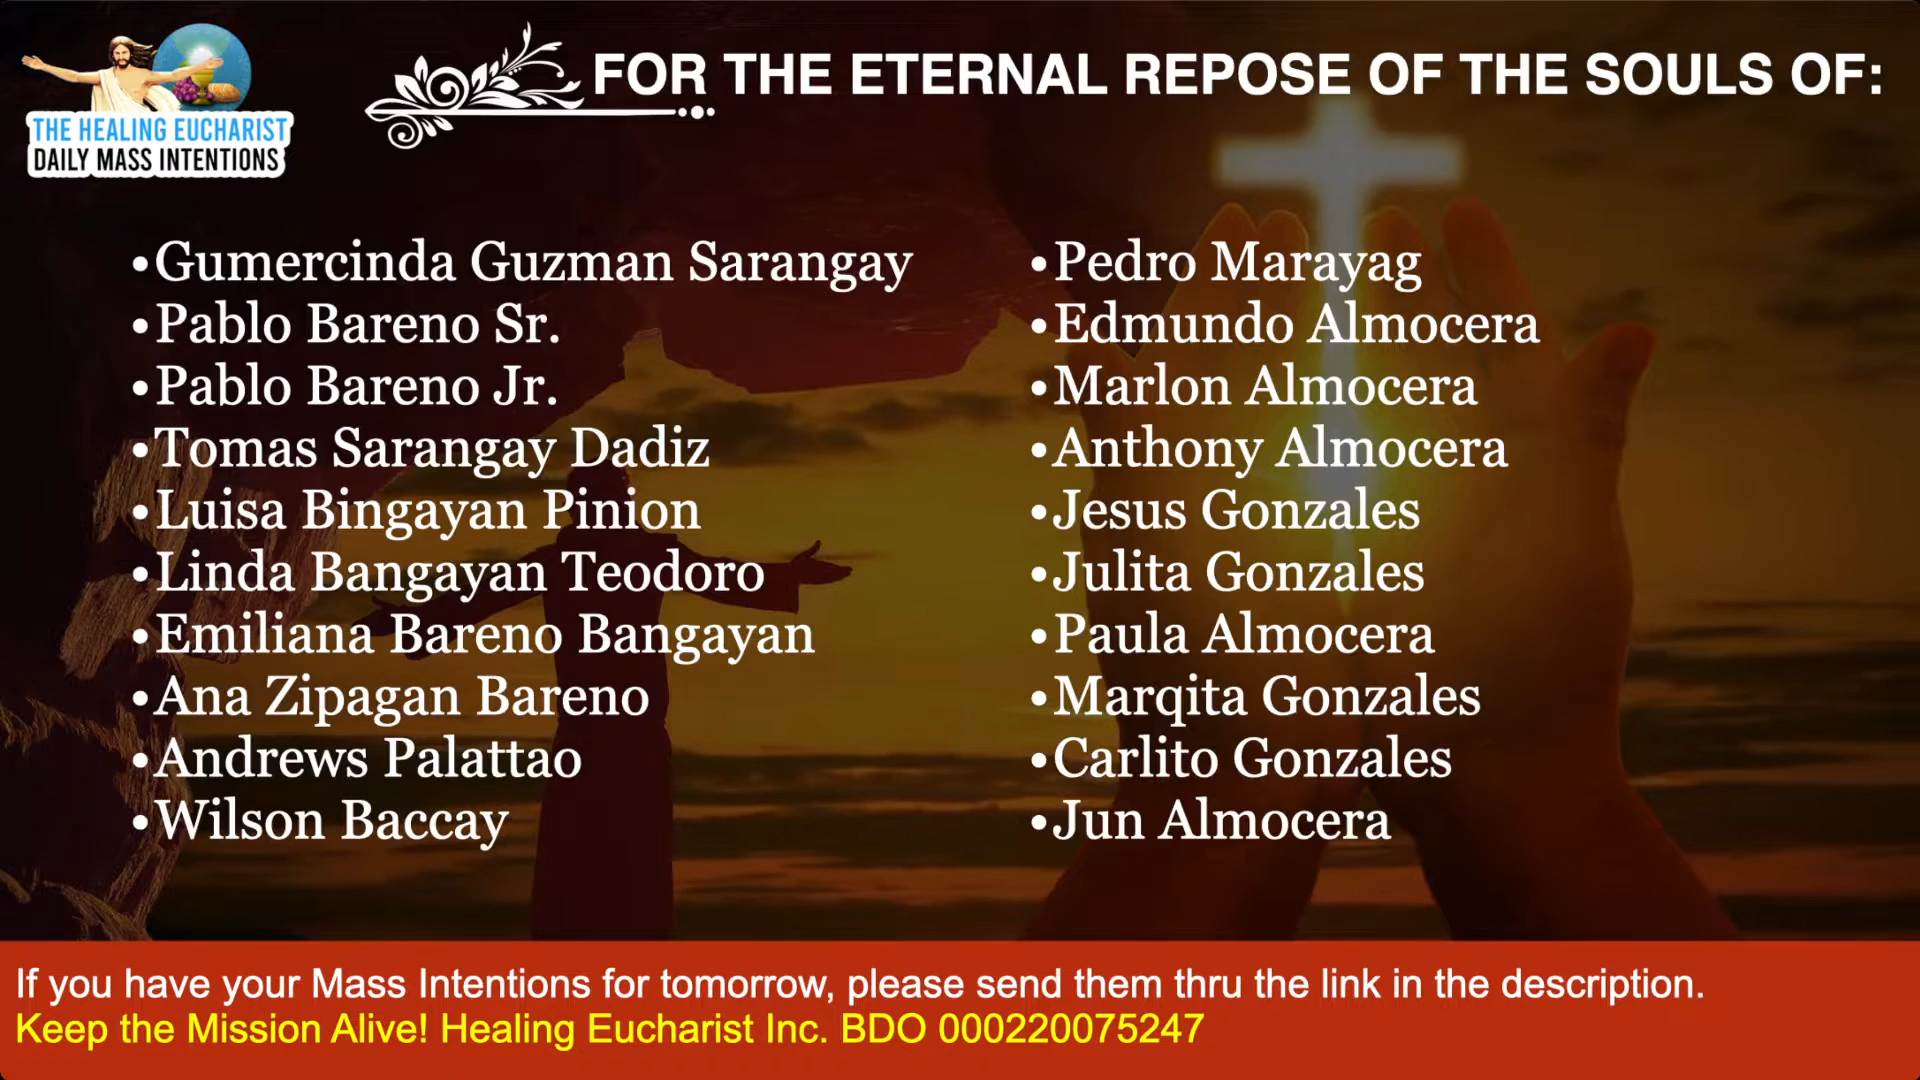 THE HEALING EUCHARIST
DAILY MASS INTENTIONS
FOR THE ETERNAL REPOSE OF THE SOULS OF:
•Gumercinda Guzman Sarangay
•Pablo Bareno Sr.
•Pablo Bareno Jr.
•Tomas Sarangay Dadiz
•Luisa Bingayan Pinion
•Linda Bangayan Teodoro
•Emiliana Bareno Bangayan
•Ana Zipagan Bareno
•Andrews Palattao
•Wilson Baccay
•Pedro Marayag
•Edmundo Almocera
•Marlon Almocera
•Anthony Almocera
•Jesus Gonzales
•Julita Gonzales
•Paula Almocera
•Marqita Gonzales
•Carlito Gonzales
•Jun Almocera
If you have your Mass Intentions for tomorrow, please send them thru the link in the description.
Keep the Mission Alive! Healing Eucharist Inc. BDO 000220075247